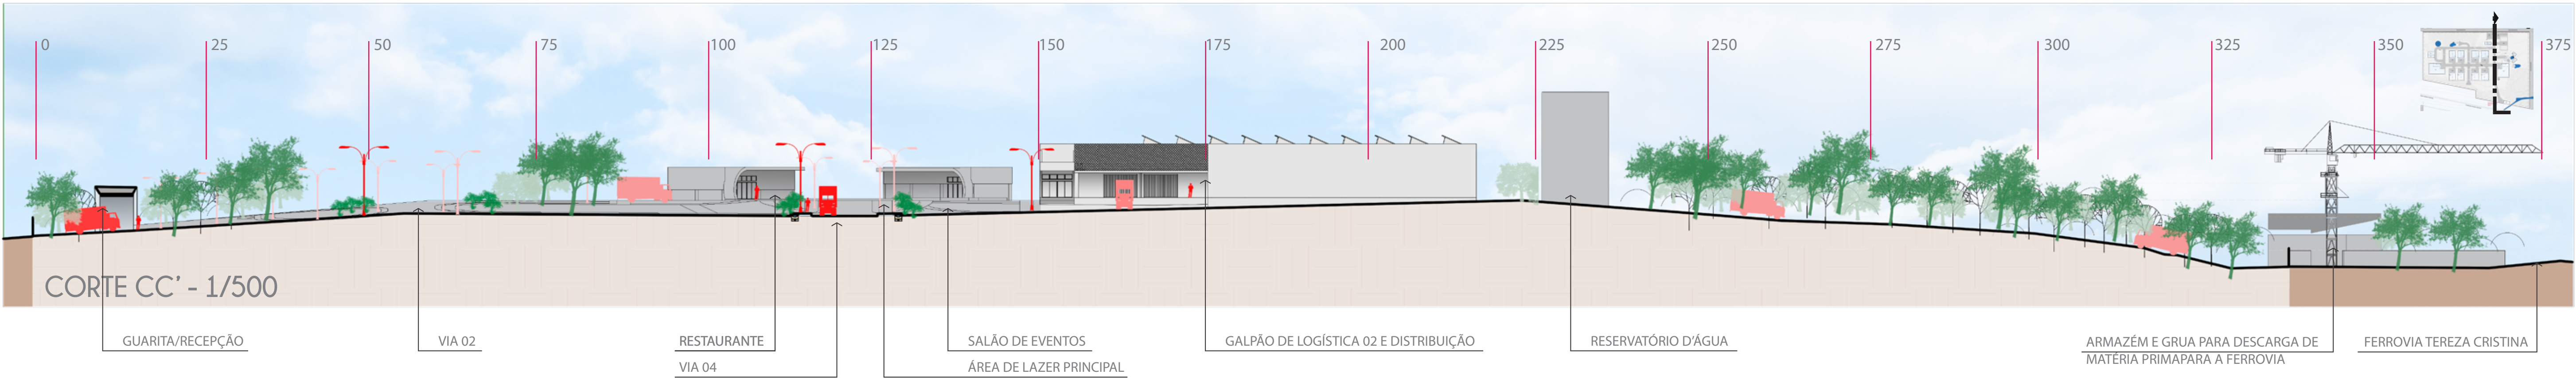 0 25 50 75 100 125 150 175 200 225 250 275 300 325 350 375
CORTE CC’ - 1/500
GUARITA/RECEPÇÃO
VIA 02
RESTAURANTE
VIA 04
SALÃO DE EVENTOS
ÁREA DE LAZER PRINCIPAL
GALPÃO DE LOGÍSTICA 02 E DISTRIBUIÇÃO
RESERVATÓRIO D’ÁGUA
ARMAZÉM E GRUA PARA DESCARGA DE
MATÉRIA PRIMAPARA A FERROVIA
FERROVIA TEREZA CRISTINA